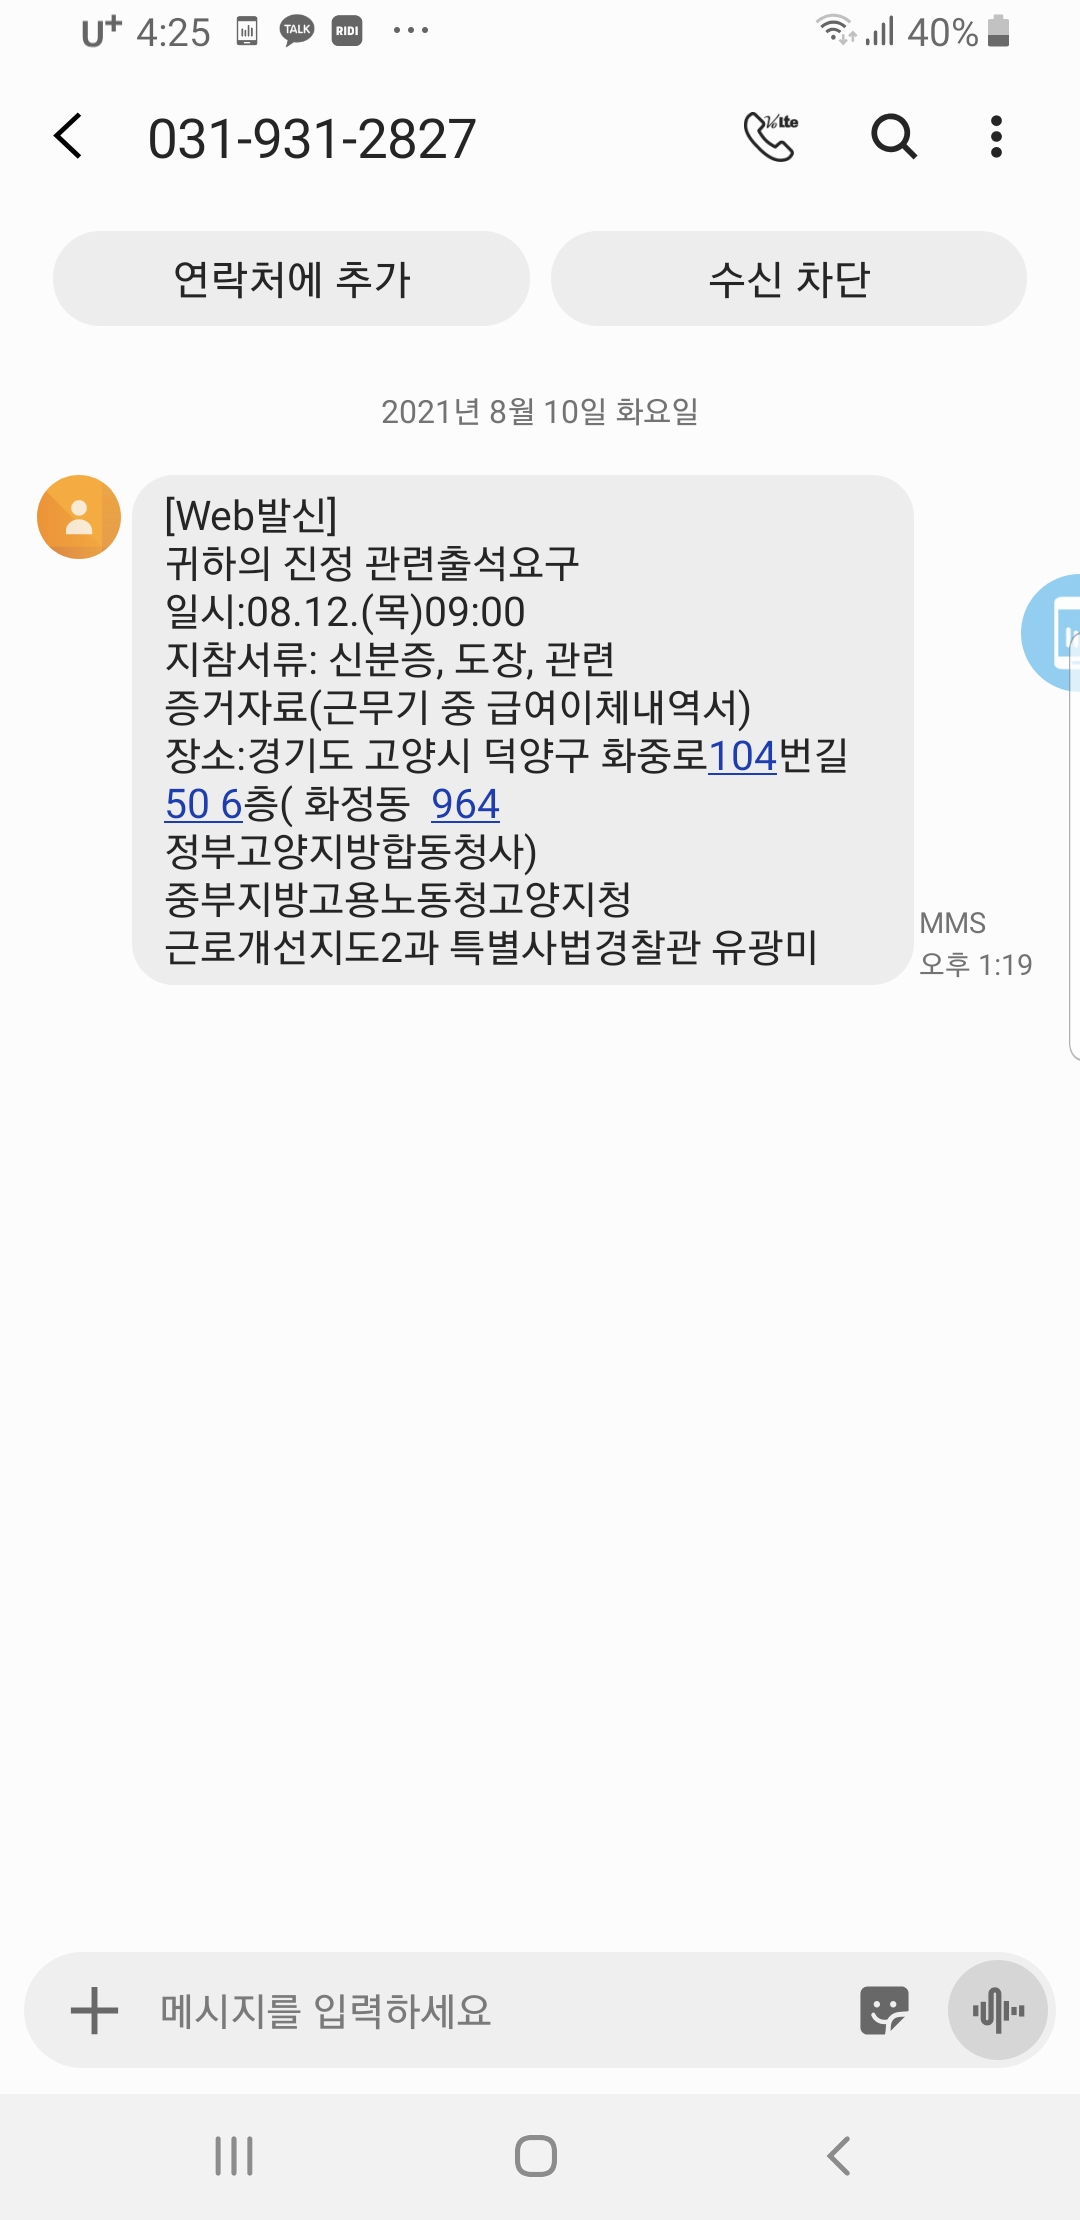 U+ 4:25 TALK RIDI ... 40%
031-931-2827 VoLTE
연락처에 추가 수신 차단
2021년 8월 10일 화요일
[Web발신]
귀하의 진정 관련출석요구
일시:08.12.(목)09:00
지참서류: 신분증, 도장, 관련
증거자료(근무기 중 급여이체내역서)
장소:경기도 고양시 덕양구 화중로104번길
50 6층( 화정동  964
정부고양지방합동청사)
중부지방고용노동청고양지청
근로개선지도2과 특별사법경찰관 유광미
MMS
오후 1:19
메시지를 입력하세요